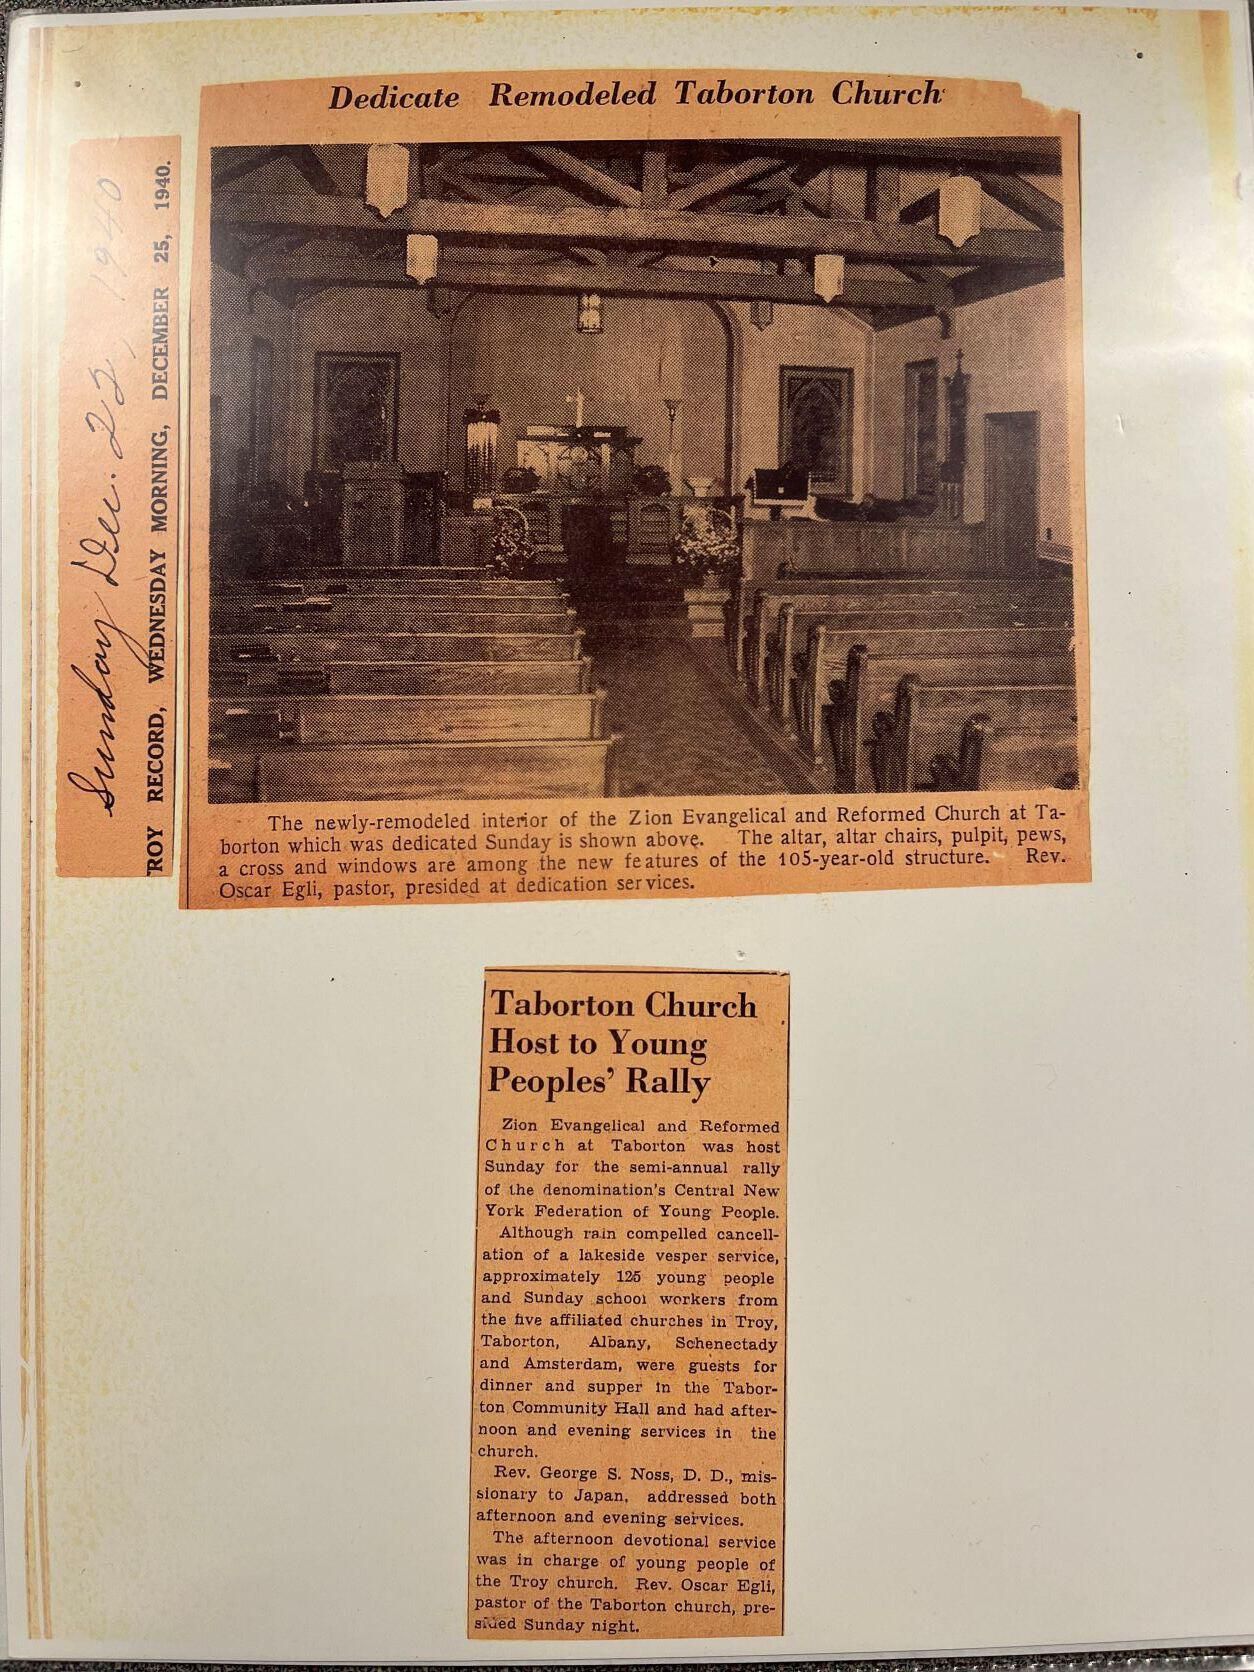 Dedicate Remodeled Taborton Church
Sunday Dec. 22, 1940
ROY RECORD, WEDNESDAY MORNING, DECEMBER 25, 1940.
The newly-remodeled interior of the Zion Evangelical and Reformed Church at Ta-
borton which was dedicated Sunday is shown above. The altar, altar chairs, pulpit, pews,
a cross and windows are among the new features of the 105-year-old structure. Rev.
Oscar Egli, pastor, presided at dedication services.
Taborton Church
Host to Young
Peoples' Rally
Zion Evangelical and Reformed
Church at Taborton was host
Sunday for the semi-annual rally
of the denomination's Central New
York Federation of Young People.
Although rain compelled cancell-
ation of a lakeside vesper service,
approximately 125 young people
and Sunday school workers from
the five affiliated churches in Troy,
Taborton, Albany, Schenectady
and Amsterdam, were guests for
dinner and supper in the Tabor-
ton Community Hall and had after-
noon and evening services in the
church.
Rev. George S. Noss, D. D., mis-
sionary to Japan, addressed both
afternoon and evening services.
The afternoon devotional service
was in charge of young people of
the Troy church. Rev. Oscar Egli,
pastor of the Taborton church, pre-
sided Sunday night.